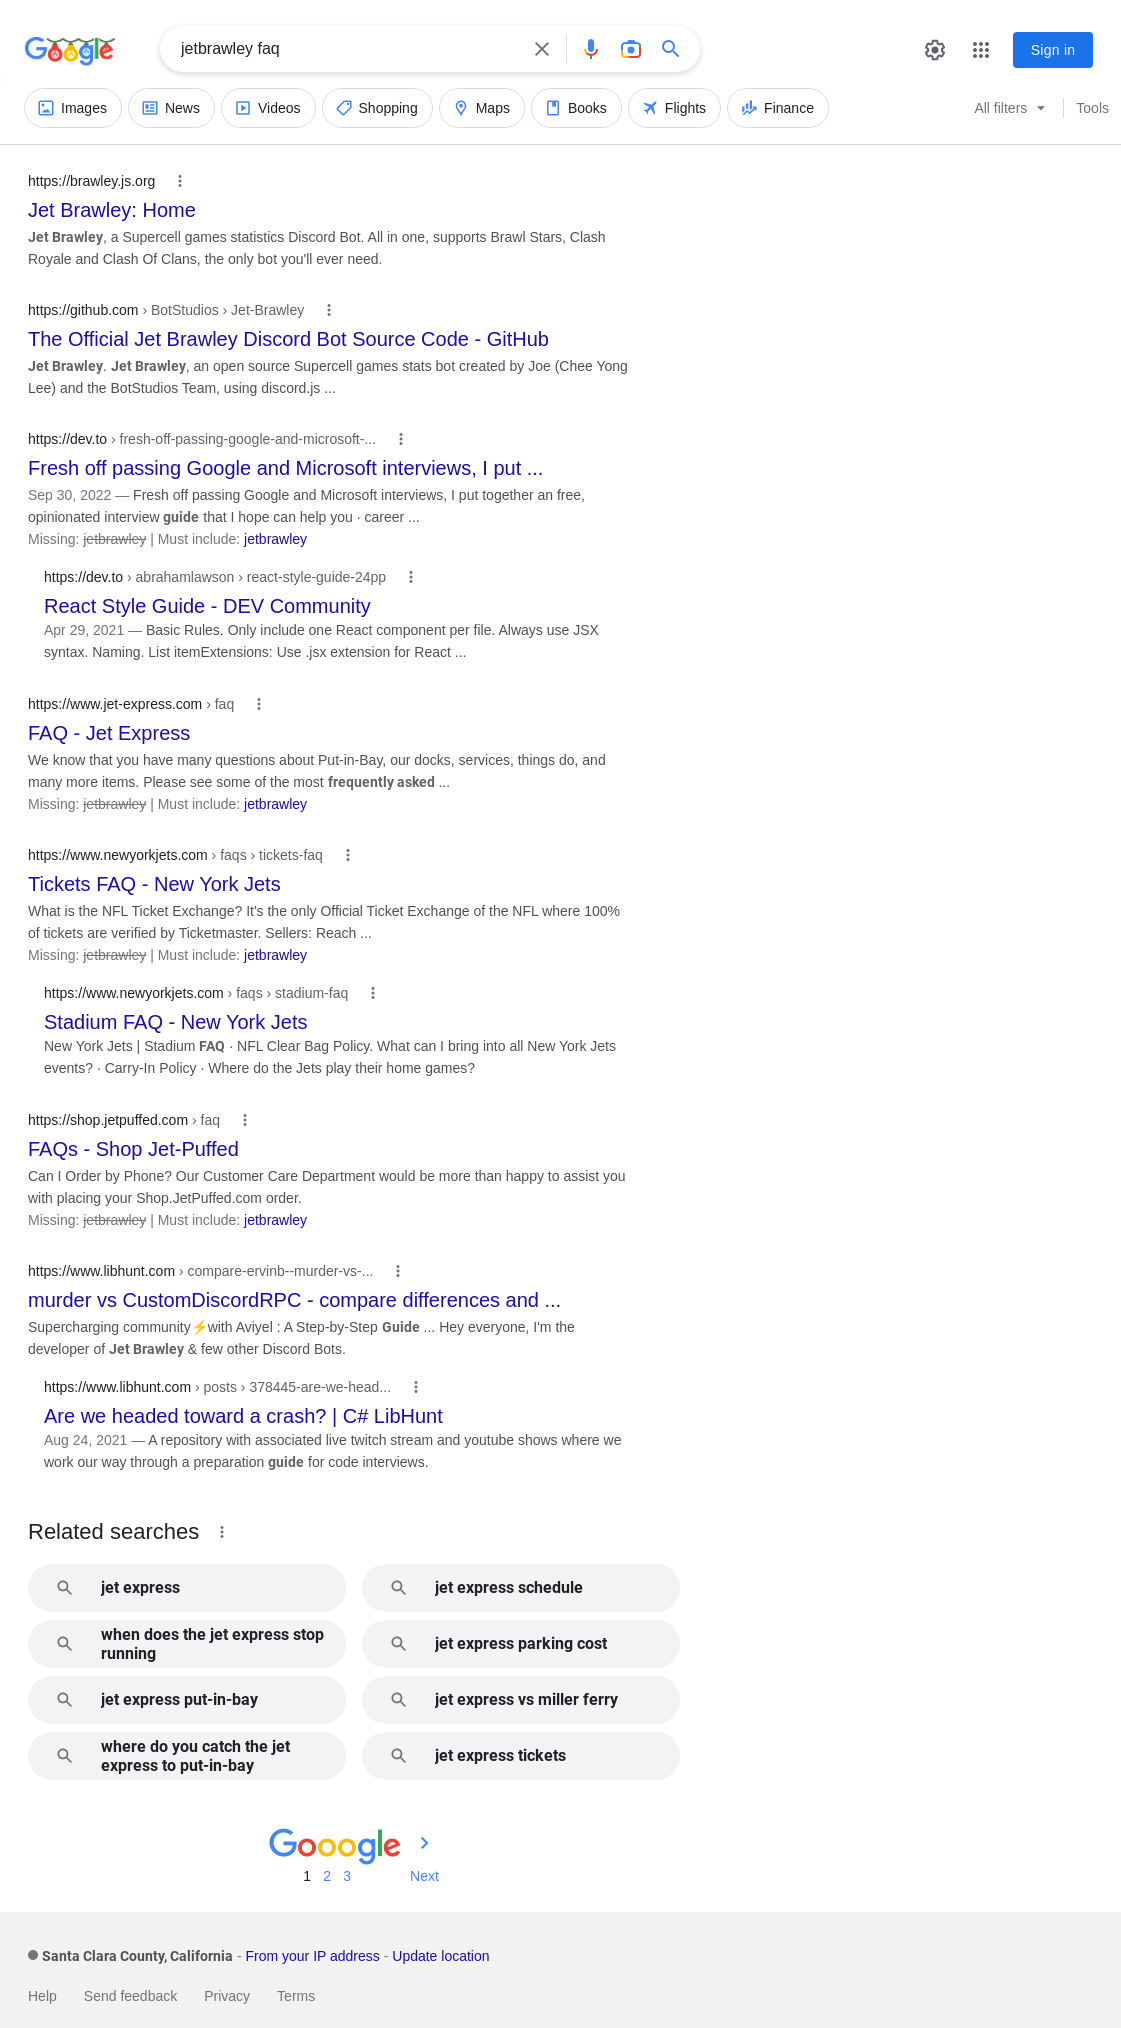 Google
jetbrawley faq
Sign in
Images
News
Videos
Shopping
Maps
Books
Flights
Finance
All filters
Tools
https://brawley.js.org
Jet Brawley: Home
Jet Brawley, a Supercell games statistics Discord Bot. All in one, supports Brawl Stars, Clash
Royale and Clash Of Clans, the only bot you'll ever need.
https://github.com › BotStudios › Jet-Brawley
The Official Jet Brawley Discord Bot Source Code - GitHub
Jet Brawley. Jet Brawley, an open source Supercell games stats bot created by Joe (Chee Yong
Lee) and the BotStudios Team, using discord.js ...
https://dev.to › fresh-off-passing-google-and-microsoft-...
Fresh off passing Google and Microsoft interviews, I put ...
Sep 30, 2022 — Fresh off passing Google and Microsoft interviews, I put together an free,
opinionated interview guide that I hope can help you · career ...
Missing: jetbrawley | Must include: jetbrawley
https://dev.to › abrahamlawson › react-style-guide-24pp
React Style Guide - DEV Community
Apr 29, 2021 — Basic Rules. Only include one React component per file. Always use JSX
syntax. Naming. List itemExtensions: Use .jsx extension for React ...
https://www.jet-express.com › faq
FAQ - Jet Express
We know that you have many questions about Put-in-Bay, our docks, services, things do, and
many more items. Please see some of the most frequently asked ...
Missing: jetbrawley | Must include: jetbrawley
https://www.newyorkjets.com › faqs › tickets-faq
Tickets FAQ - New York Jets
What is the NFL Ticket Exchange? It's the only Official Ticket Exchange of the NFL where 100%
of tickets are verified by Ticketmaster. Sellers: Reach ...
Missing: jetbrawley | Must include: jetbrawley
https://www.newyorkjets.com › faqs › stadium-faq
Stadium FAQ - New York Jets
New York Jets | Stadium FAQ · NFL Clear Bag Policy. What can I bring into all New York Jets
events? · Carry-In Policy · Where do the Jets play their home games?
https://shop.jetpuffed.com › faq
FAQs - Shop Jet-Puffed
Can I Order by Phone? Our Customer Care Department would be more than happy to assist you
with placing your Shop.JetPuffed.com order.
Missing: jetbrawley | Must include: jetbrawley
https://www.libhunt.com › compare-ervinb--murder-vs-...
murder vs CustomDiscordRPC - compare differences and ...
Supercharging community⚡with Aviyel : A Step-by-Step Guide ... Hey everyone, I'm the
developer of Jet Brawley & few other Discord Bots.
https://www.libhunt.com › posts › 378445-are-we-head...
Are we headed toward a crash? | C# LibHunt
Aug 24, 2021 — A repository with associated live twitch stream and youtube shows where we
work our way through a preparation guide for code interviews.
Related searches
jet express
jet express schedule
when does the jet express stop
running
jet express parking cost
jet express put-in-bay
jet express vs miller ferry
where do you catch the jet
express to put-in-bay
jet express tickets
Gooogle
1 2 3 Next
Santa Clara County, California - From your IP address - Update location
Help Send feedback Privacy Terms